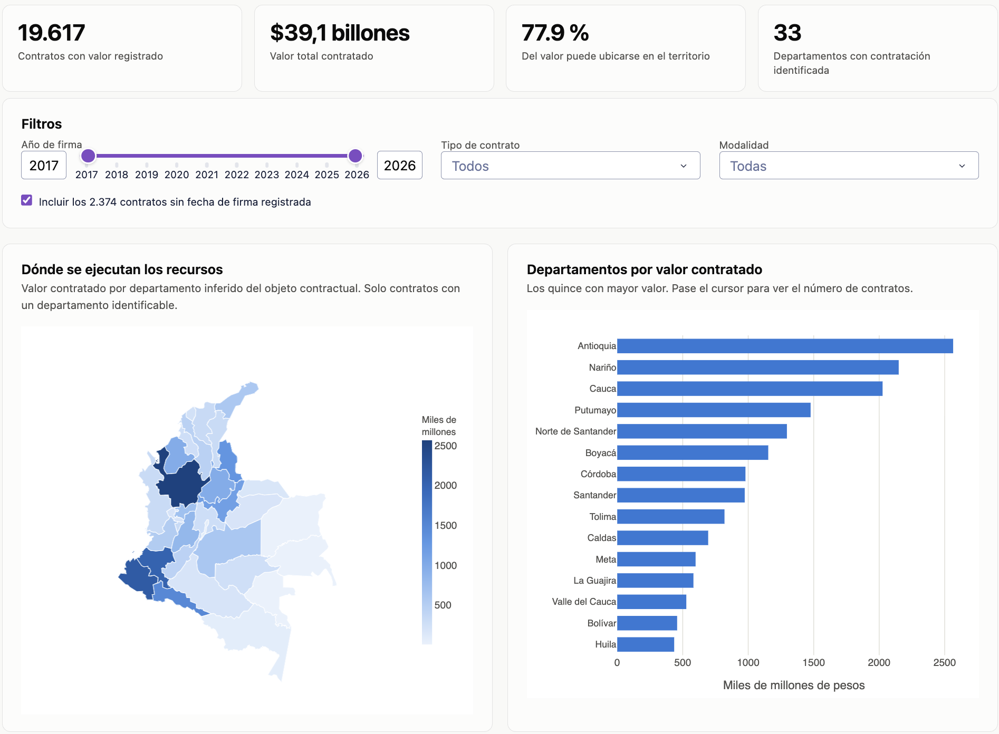 19.617
Contratos con valor registrado
$39,1 billones
Valor total contratado
77.9 %
Del valor puede ubicarse en el territorio
33
Departamentos con contratación
identificada
Filtros
Año de firma
2017
2017 2018 2019 2020 2021 2022 2023 2024 2025 2026
2026
Tipo de contrato
Todos
Modalidad
Todas
Incluir los 2.374 contratos sin fecha de firma registrada
Dónde se ejecutan los recursos
Valor contratado por departamento inferido del objeto contractual. Solo contratos con
un departamento identificable.
Miles de
millones
2500
2000
1500
1000
500
Departamentos por valor contratado
Los quince con mayor valor. Pase el cursor para ver el número de contratos.
Antioquia
Nariño
Cauca
Putumayo
Norte de Santander
Boyacá
Córdoba
Santander
Tolima
Caldas
Meta
La Guajira
Valle del Cauca
Bolívar
Huila
0 500 1000 1500 2000 2500
Miles de millones de pesos